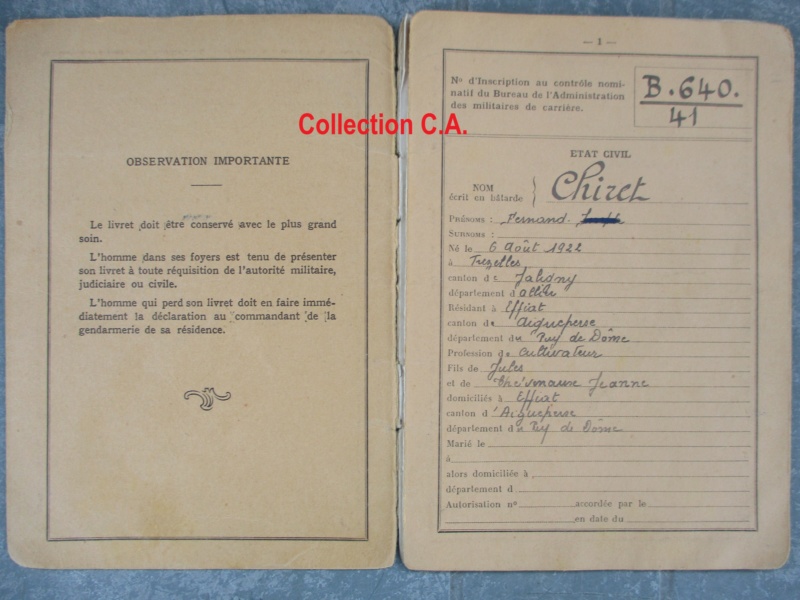 OBSERVATION IMPORTANTE
Le livret doit être conservé avec le plus grand
soin.
L'homme dans ses foyers est tenu de présenter
son livret à toute réquisition de l'autorité militaire,
judiciaire ou civile.
L'homme qui perd son livret doit en faire immé-
diatement la déclaration au commandant de la
gendarmerie de sa résidence.
Collection C.A.
— 1 —
N° d'Inscription au contrôle nomi-
natif du Bureau de l'Administration
des militaires de carrière.
B.640.
41
ETAT CIVIL
NOM
écrit en bâtarde } Chiret
PRÉNOMS : Fernand Joseph
SURNOMS :
Né le 6 Août 1922
à Trezelles
canton de Jaligny
département d'allier
Résidant à Effiat
canton de Aigueperse
département du Puy de Dôme
Profession de Cultivateur
Fils de Jules
et de Jeanne
domiciliés à Effiat
canton d'Aigueperse
département du Puy de Dôme
Marié le
à
alors domiciliée à
département d
Autorisation n° accordée par le
en date du